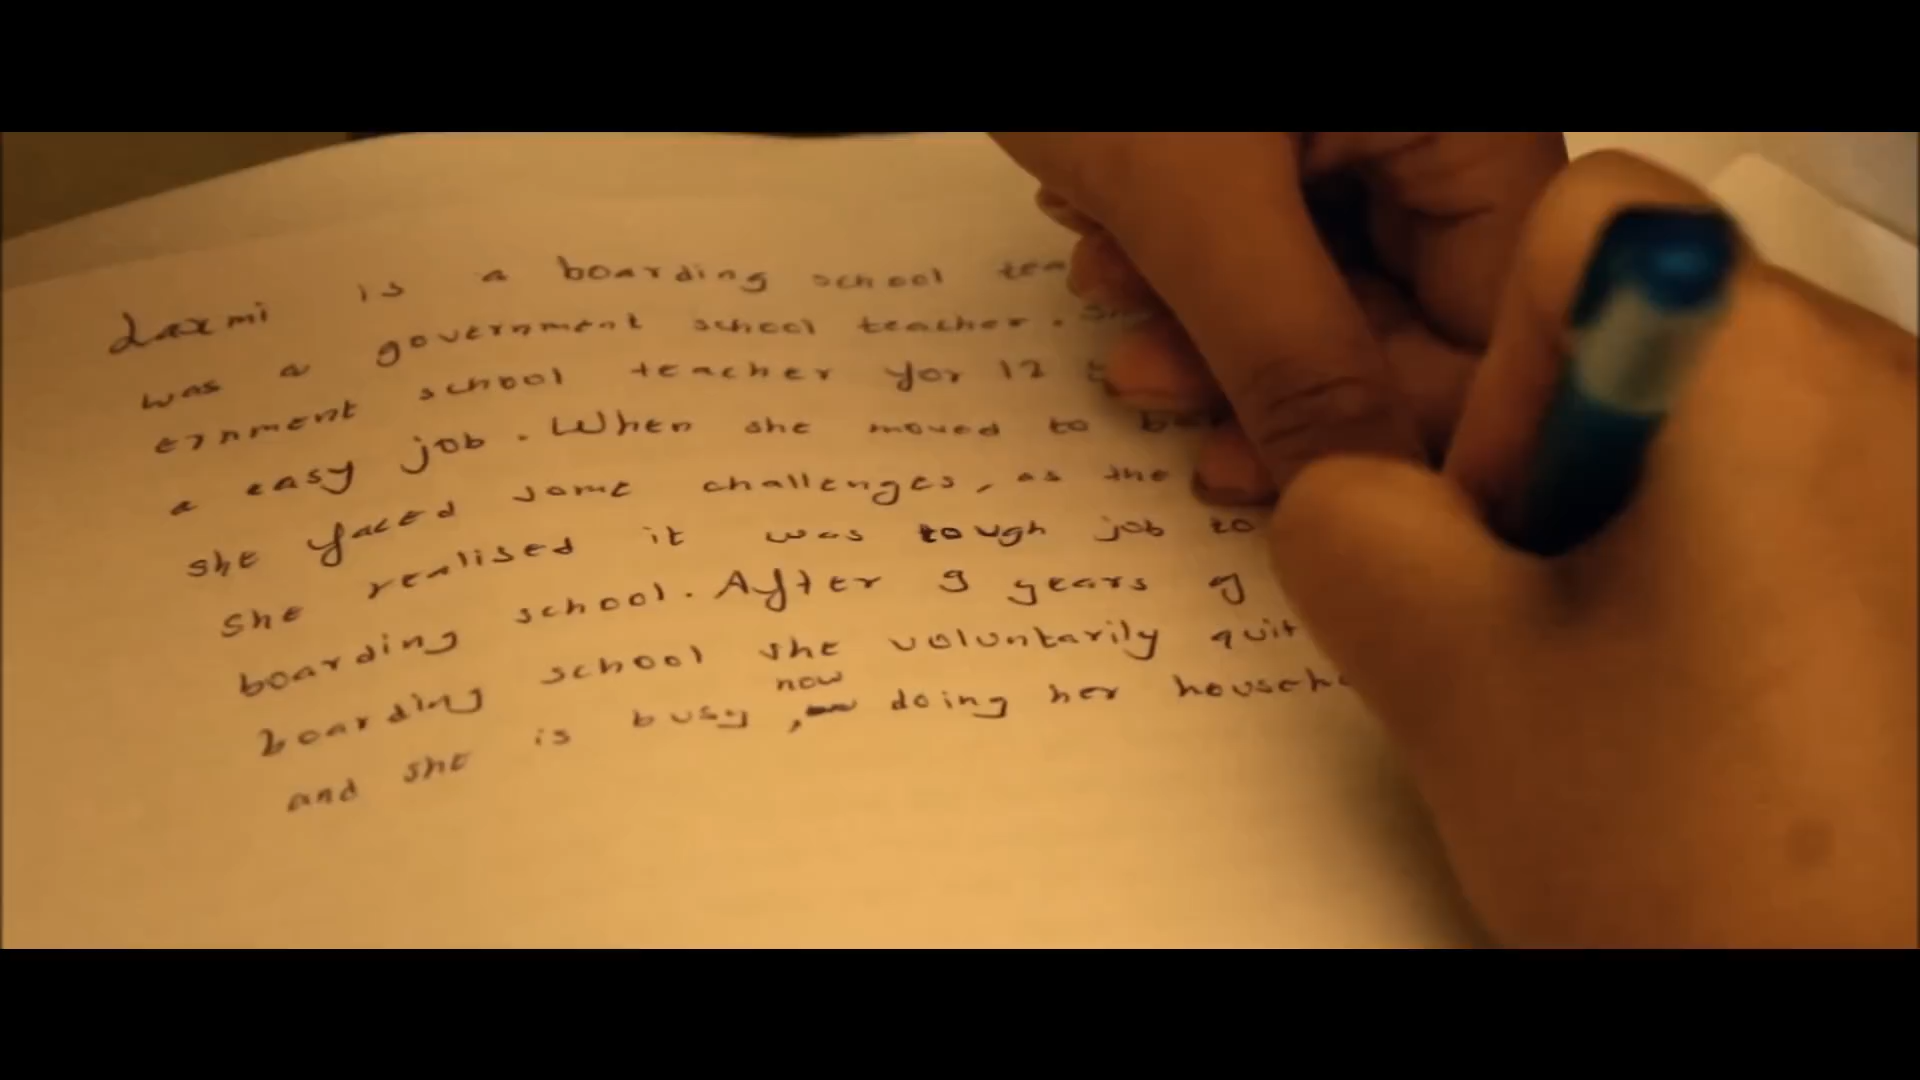 Laxmi is a boarding school tea
was a government school teacher.
ernment school teacher for 12
a easy job. When she moved to
she faced some challenges, as the
she realised it was tough job to
boarding school. After 9 years of
boarding school she voluntarily quit
now
and she is busy, doing her househo